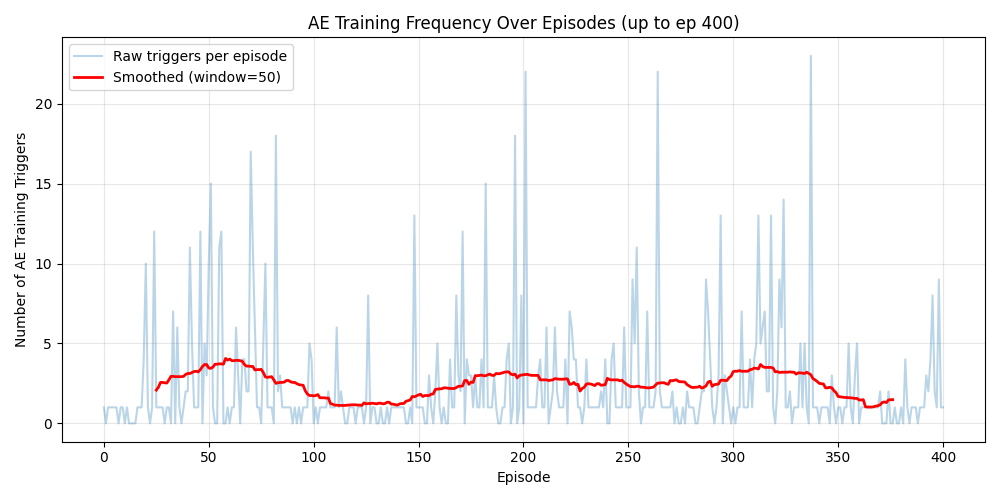 AE Training Frequency Over Episodes (up to ep 400)
Raw triggers per episode
Smoothed (window=50)
Number of AE Training Triggers
20
15
10
5
0
0 50 100 150 200 250 300 350 400
Episode